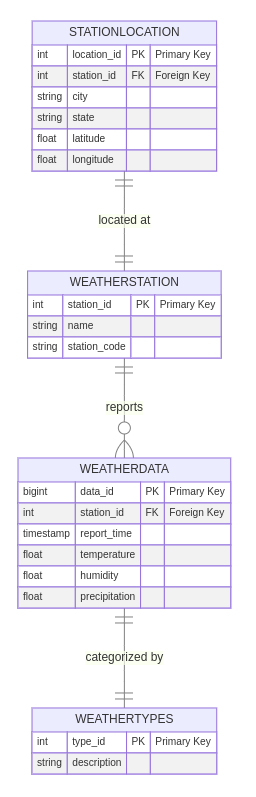 STATIONLOCATION
int location_id PK Primary Key
int station_id FK Foreign Key
string city
string state
float latitude
float longitude
located at
WEATHERSTATION
int station_id PK Primary Key
string name
string station_code
reports
WEATHERDATA
bigint data_id PK Primary Key
int station_id FK Foreign Key
timestamp report_time
float temperature
float humidity
float precipitation
categorized by
WEATHERTYPES
int type_id PK Primary Key
string description